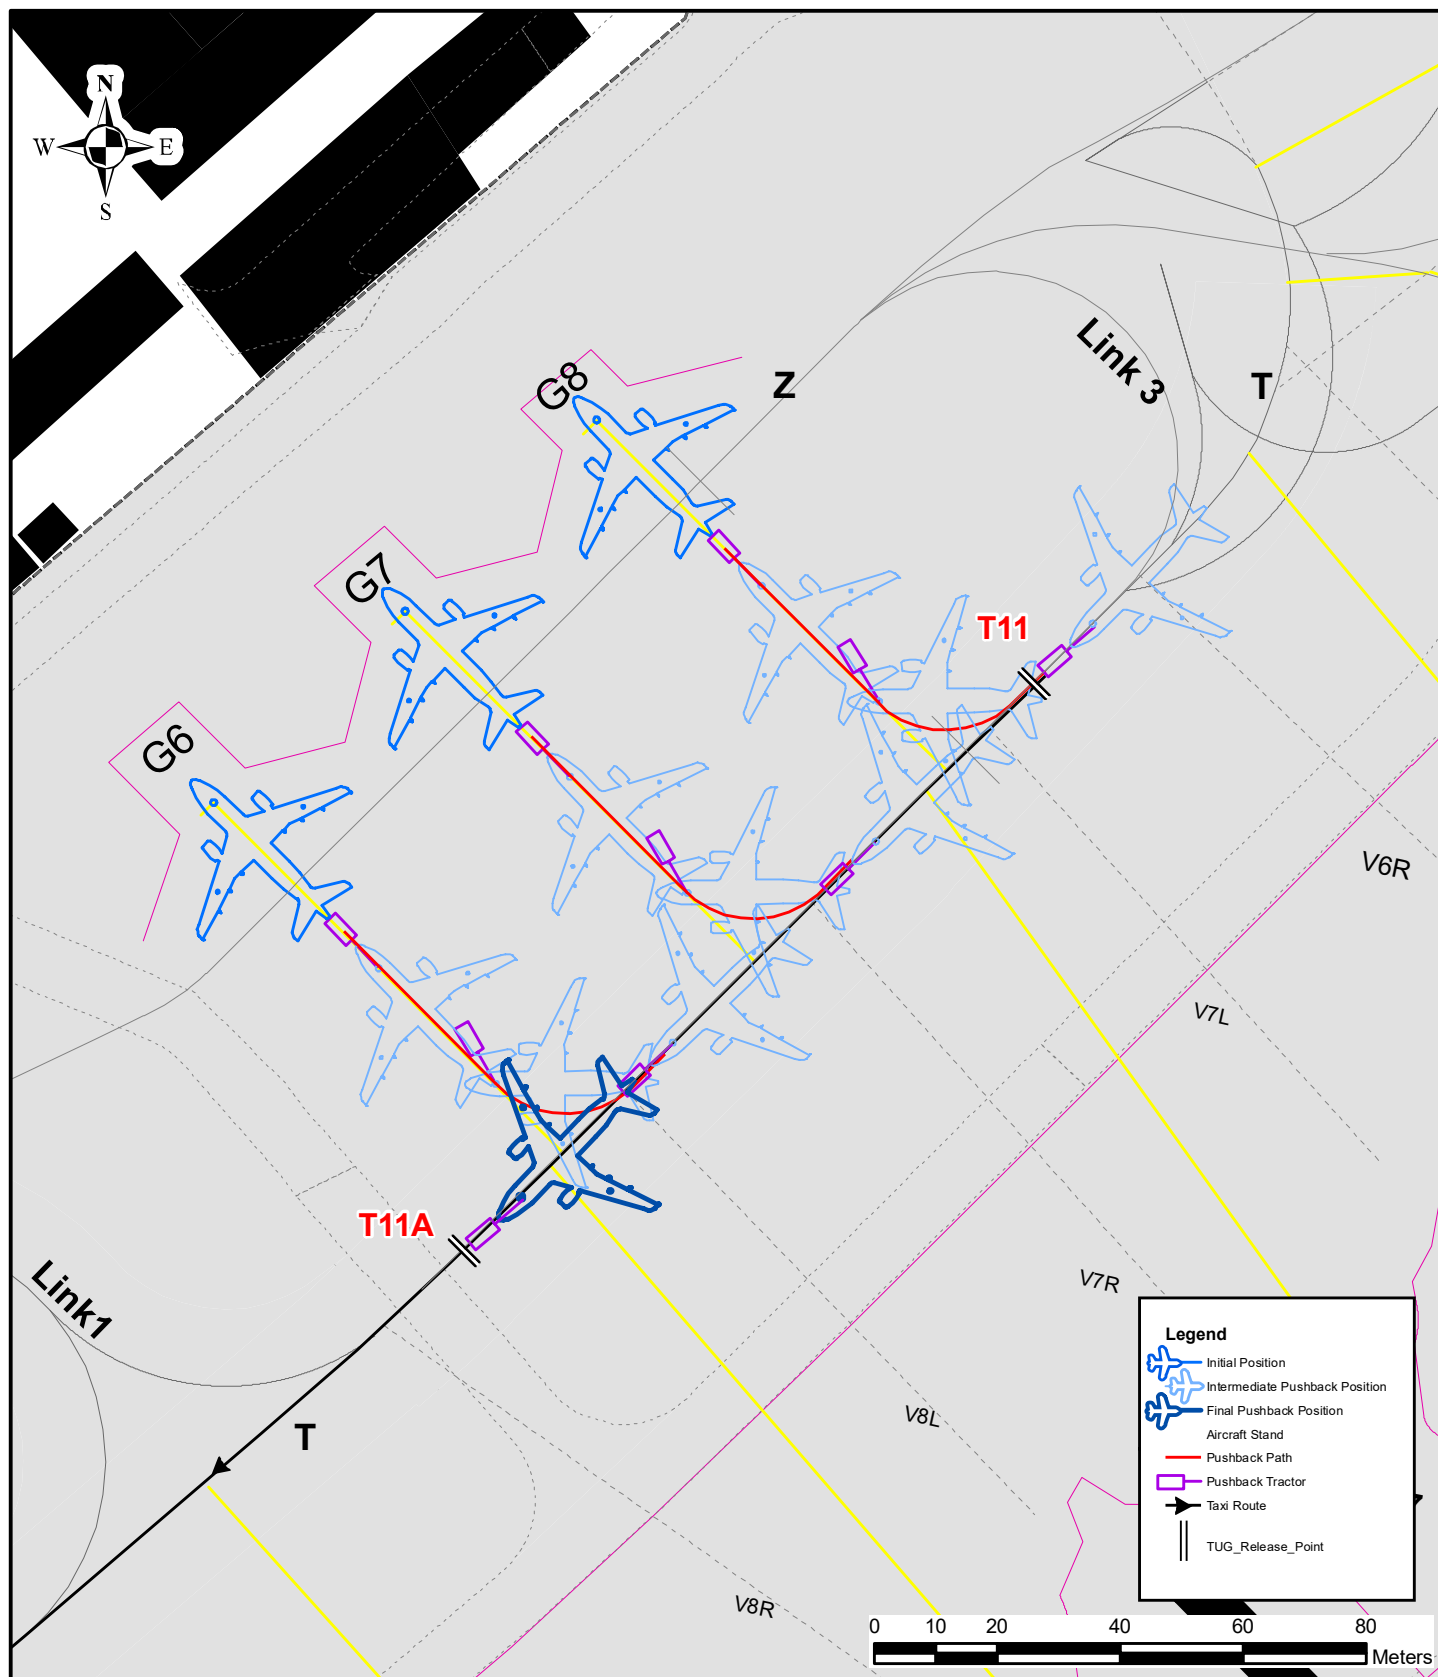 N
W E
S
G8
Z
Link 3
T
G7
T11
G6
V6R
V7L
T11A
Link1
V7R
T
V8L
V8R
Legend
Initial Position
Intermediate Pushback Position
Final Pushback Position
Aircraft Stand
Pushback Path
Pushback Tractor
Taxi Route
TUG_Release_Point
0 10 20 40 60 80
Meters